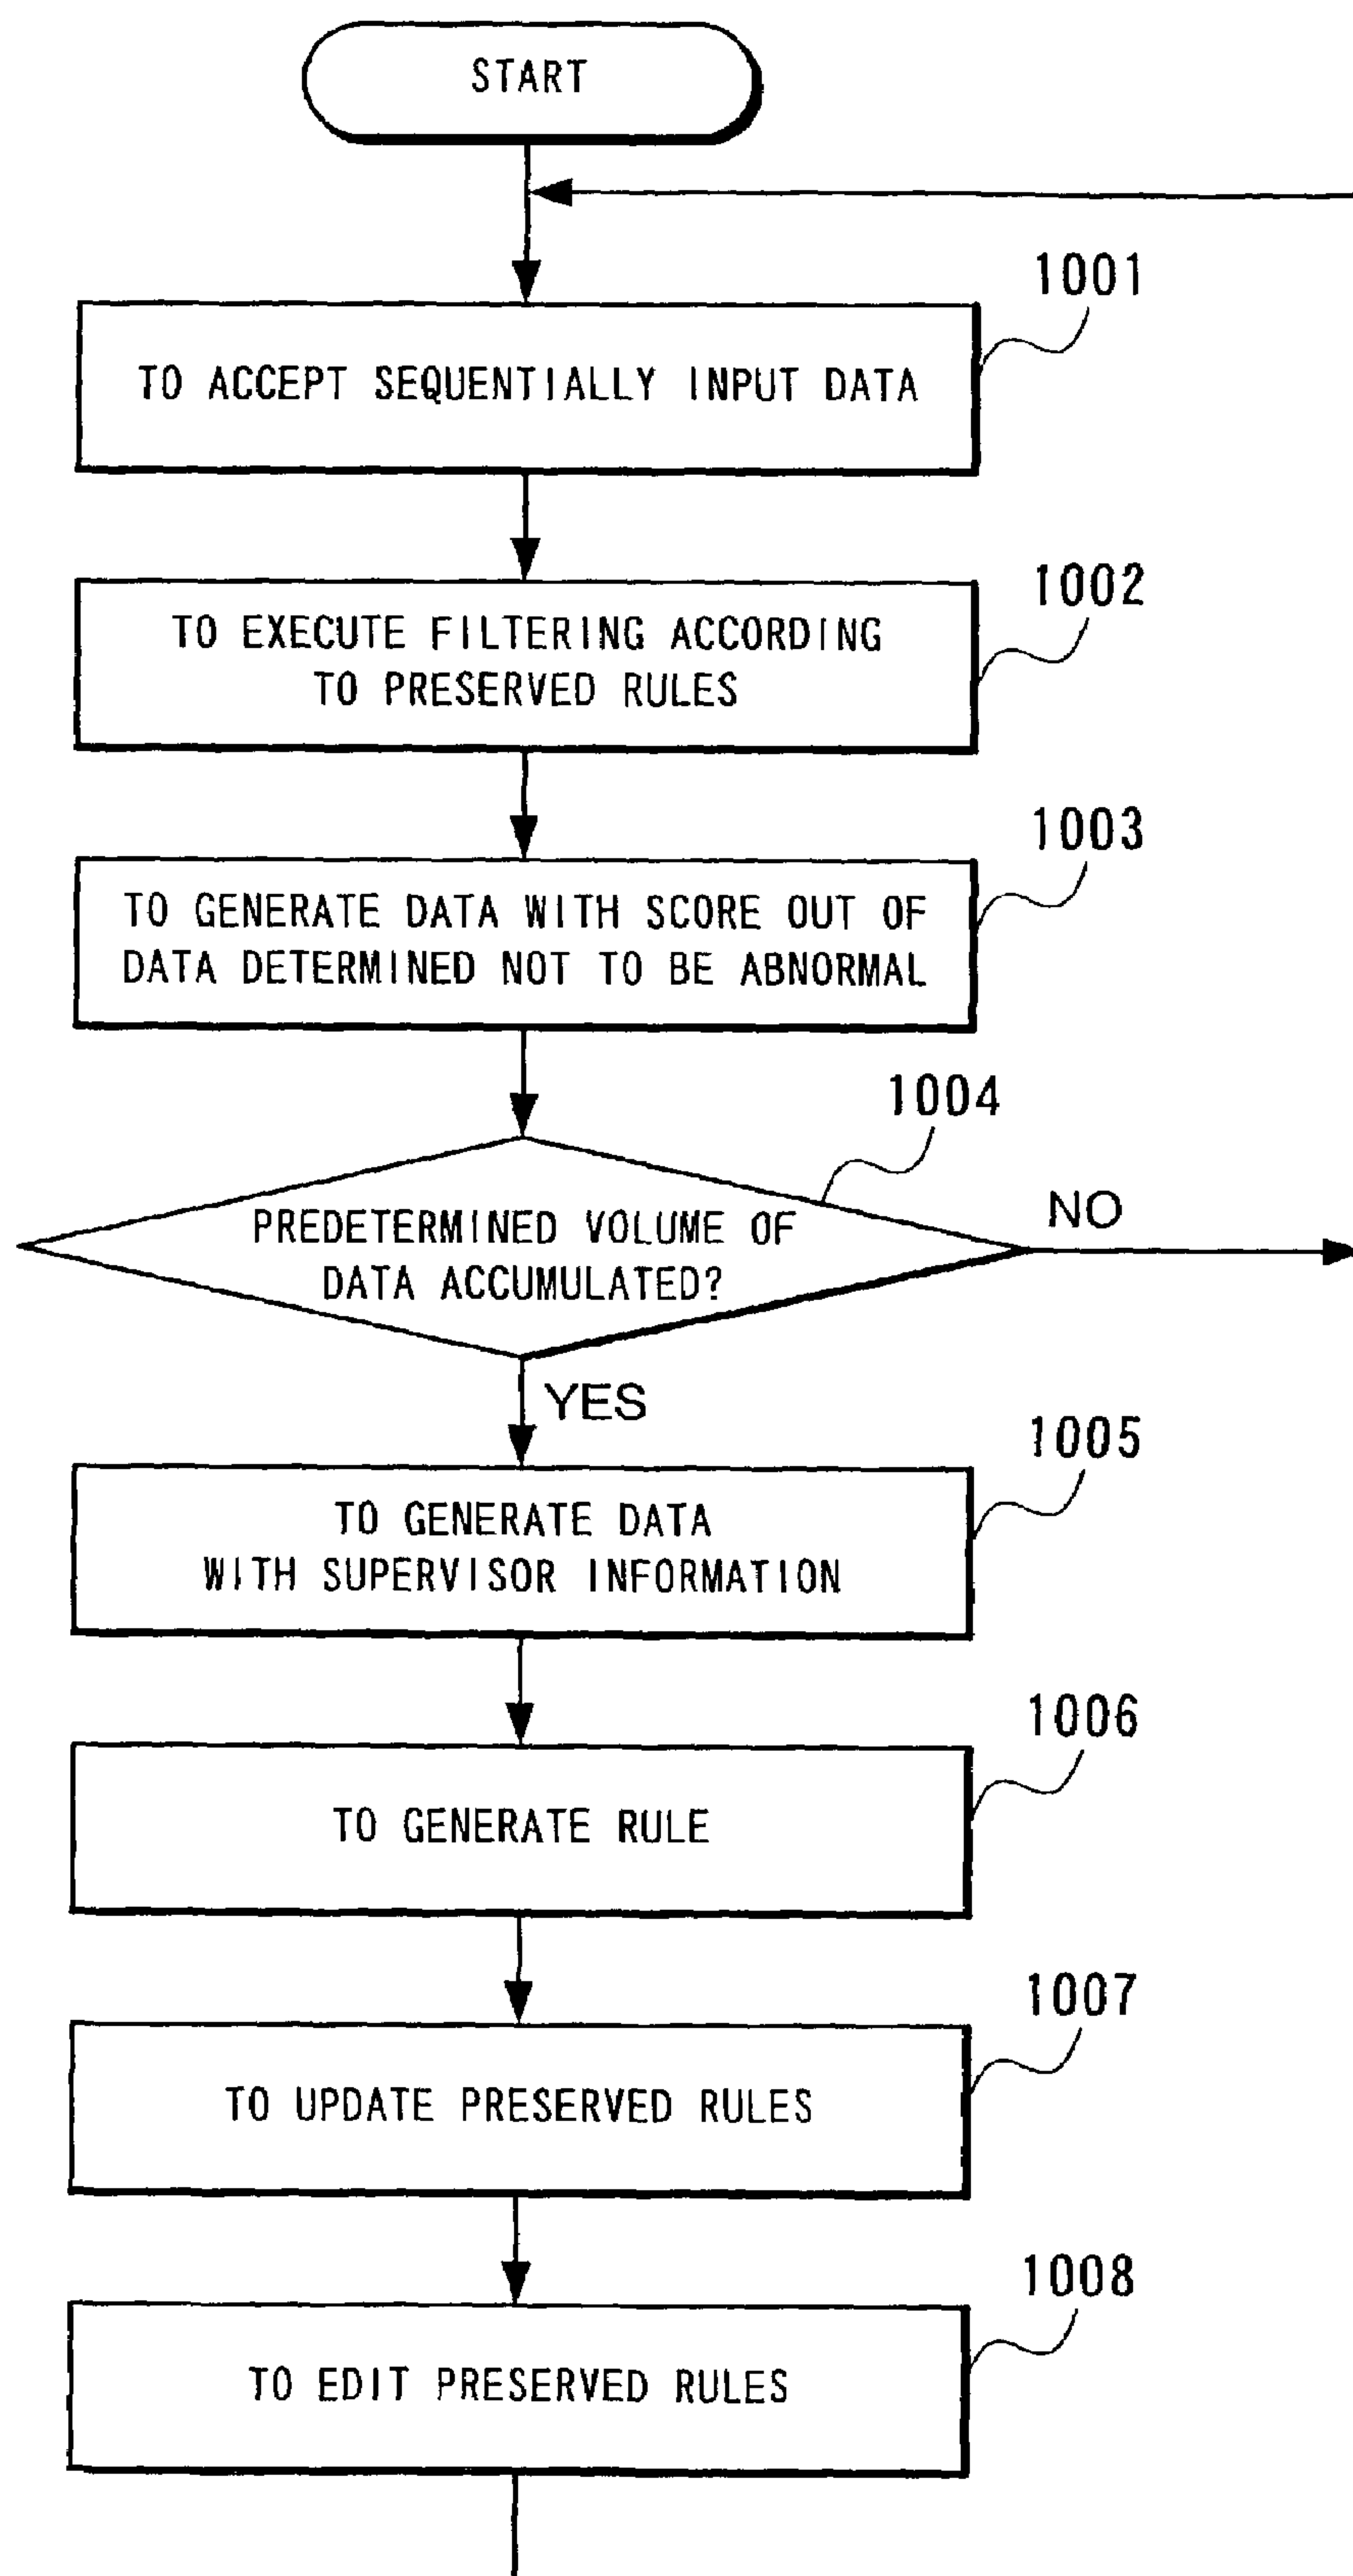 START
1001
TO ACCEPT SEQUENTIALLY INPUT DATA
1002
TO EXECUTE FILTERING ACCORDING
TO PRESERVED RULES
1003
TO GENERATE DATA WITH SCORE OUT OF
DATA DETERMINED NOT TO BE ABNORMAL
1004
PREDETERMINED VOLUME OF
DATA ACCUMULATED?
NO
YES
1005
TO GENERATE DATA
WITH SUPERVISOR INFORMATION
1006
TO GENERATE RULE
1007
TO UPDATE PRESERVED RULES
1008
TO EDIT PRESERVED RULES